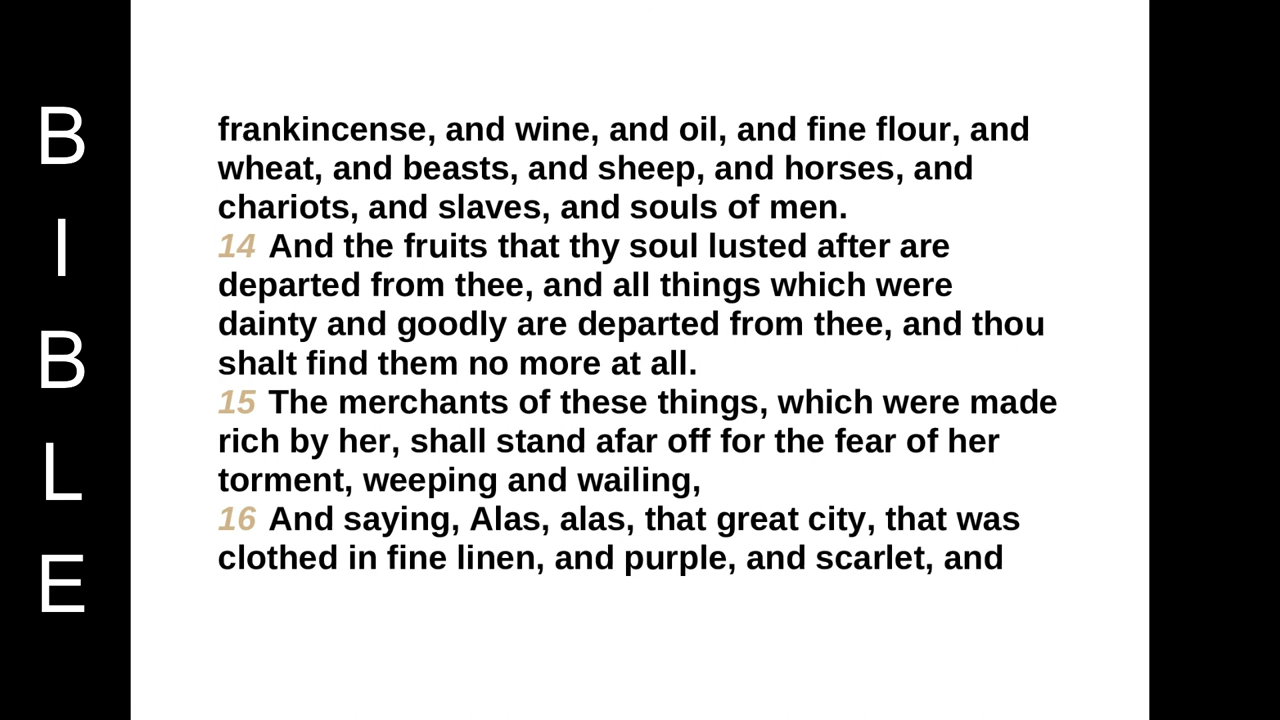 BIBLE
frankincense, and wine, and oil, and fine flour, and
wheat, and beasts, and sheep, and horses, and
chariots, and slaves, and souls of men.
14 And the fruits that thy soul lusted after are
departed from thee, and all things which were
dainty and goodly are departed from thee, and thou
shalt find them no more at all.
15 The merchants of these things, which were made
rich by her, shall stand afar off for the fear of her
torment, weeping and wailing,
16 And saying, Alas, alas, that great city, that was
clothed in fine linen, and purple, and scarlet, and